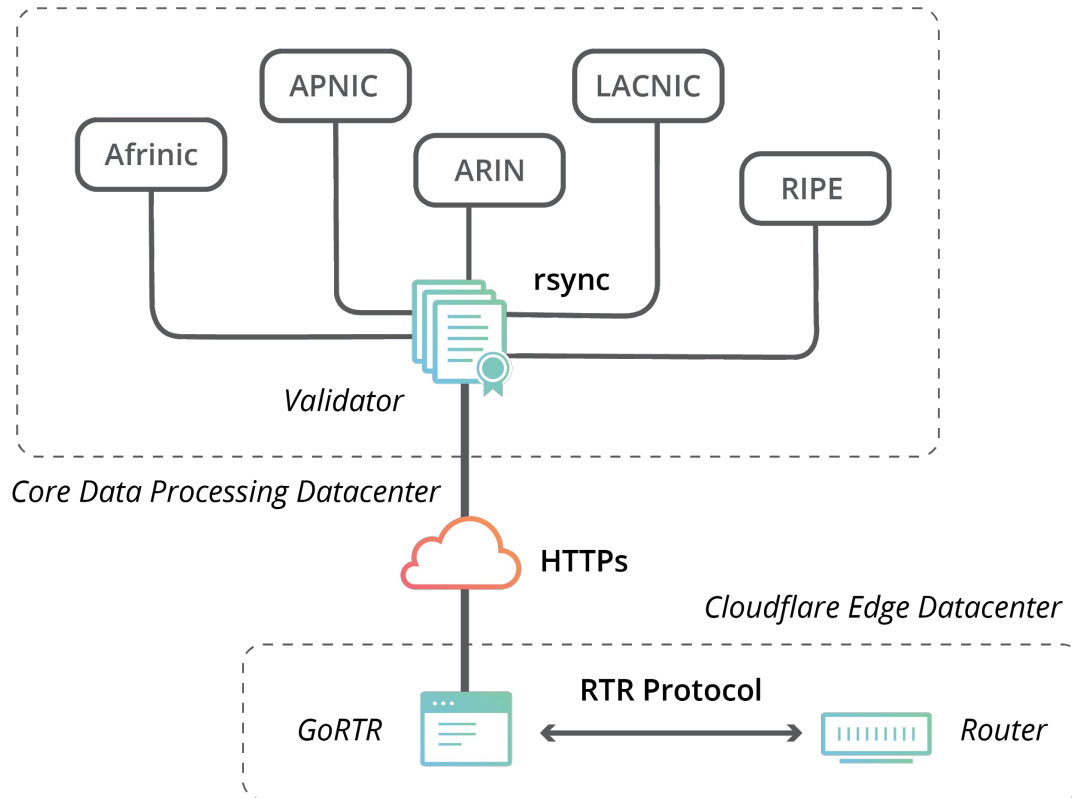 APNIC
LACNIC
Afrinic
ARIN
RIPE
rsync
Validator
Core Data Processing Datacenter
HTTPs
Cloudflare Edge Datacenter
RTR Protocol
GoRTR
Router